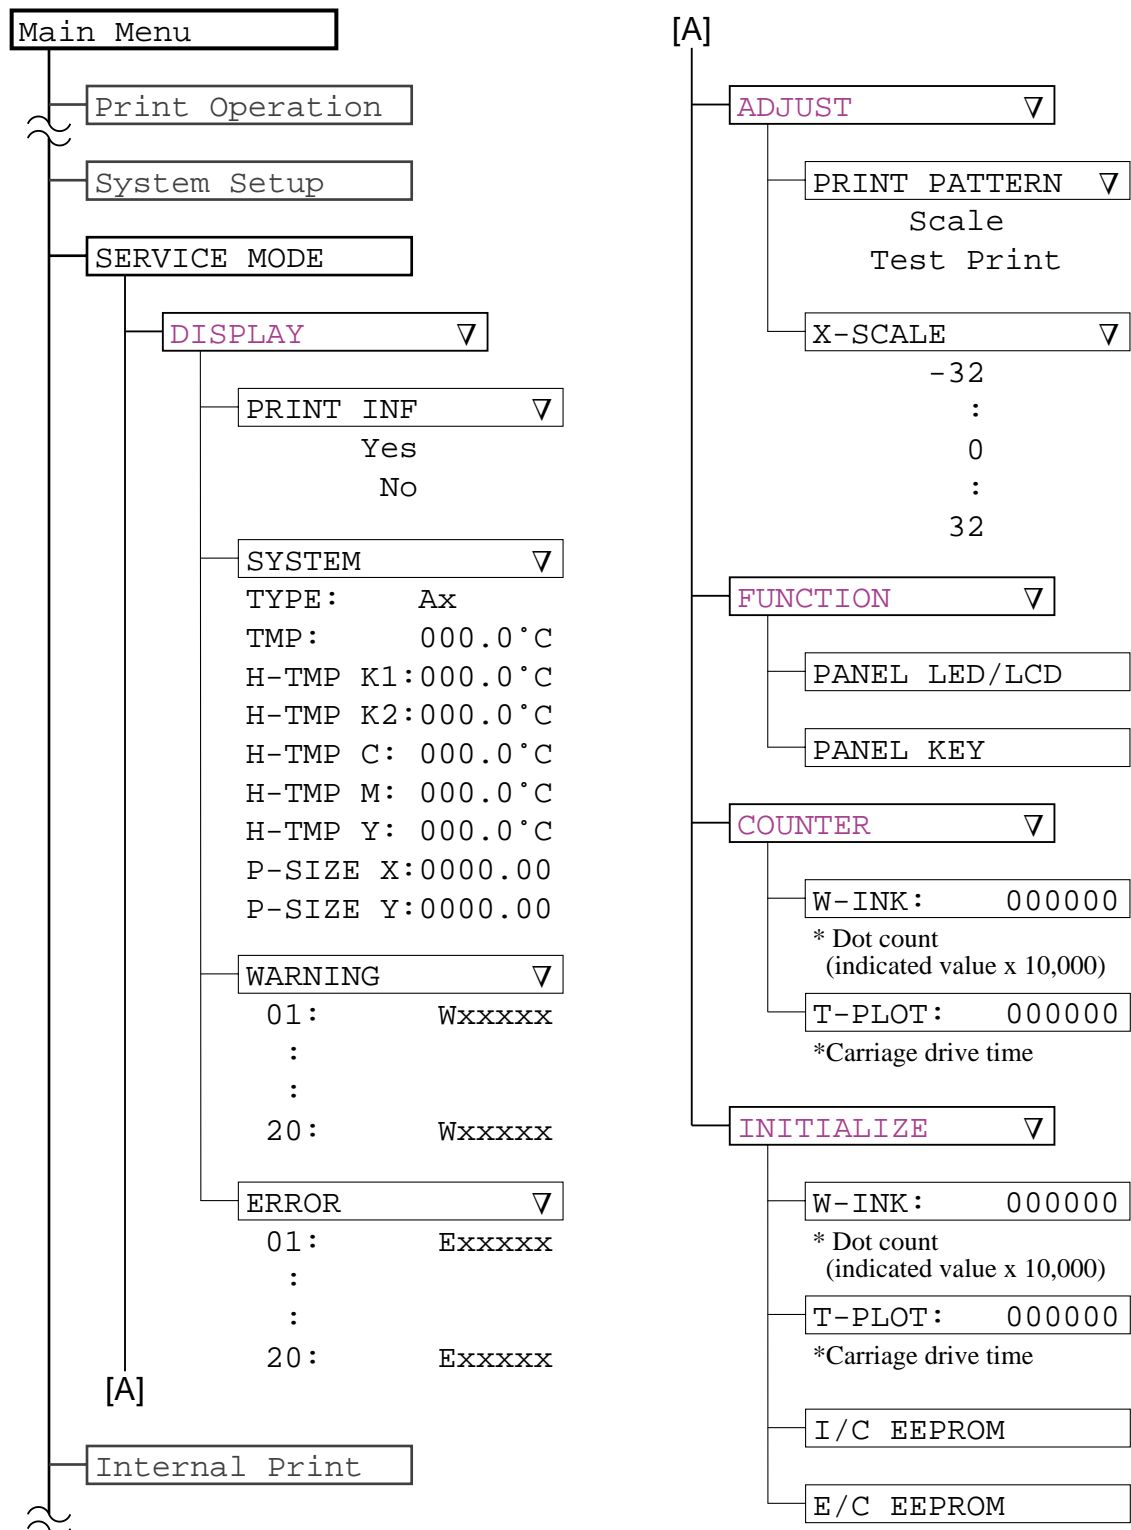 Main Menu
Print Operation
System Setup
SERVICE MODE
DISPLAY ∇
PRINT INF ∇
Yes
No
SYSTEM ∇
TYPE: Ax
TMP: 000.0°C
H-TMP K1:000.0°C
H-TMP K2:000.0°C
H-TMP C: 000.0°C
H-TMP M: 000.0°C
H-TMP Y: 000.0°C
P-SIZE X:0000.00
P-SIZE Y:0000.00
WARNING ∇
01: Wxxxxx
:
:
20: Wxxxxx
ERROR ∇
01: Exxxxx
:
:
20: Exxxxx
[A]
Internal Print
[A]
ADJUST ∇
PRINT PATTERN ∇
Scale
Test Print
X-SCALE ∇
-32
:
0
:
32
FUNCTION ∇
PANEL LED/LCD
PANEL KEY
COUNTER ∇
W-INK: 000000
* Dot count
(indicated value x 10,000)
T-PLOT: 000000
*Carriage drive time
INITIALIZE ∇
W-INK: 000000
* Dot count
(indicated value x 10,000)
T-PLOT: 000000
*Carriage drive time
I/C EEPROM
E/C EEPROM